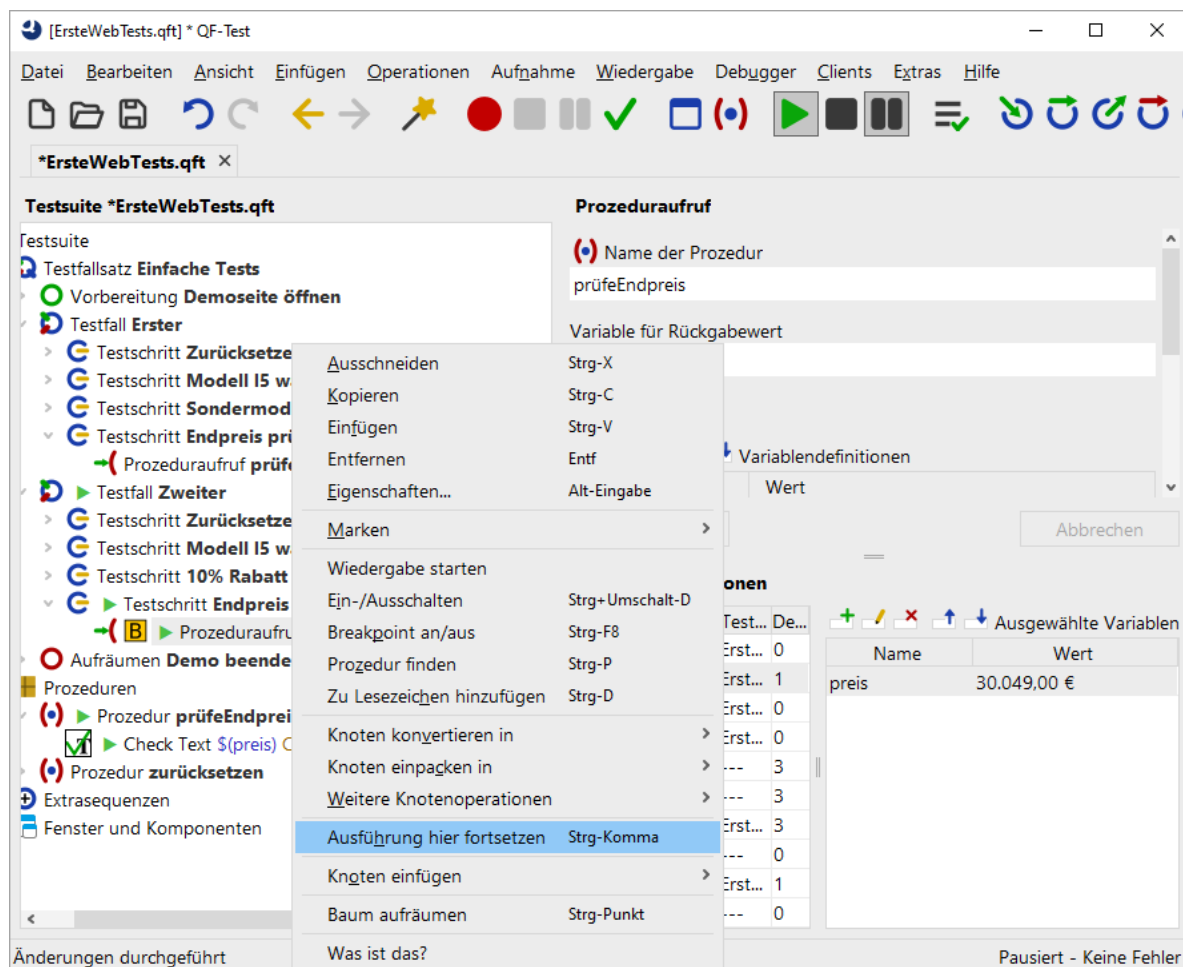 [ErsteWebTests.qft] * QF-Test
Datei Bearbeiten Ansicht Einfügen Operationen Aufnahme Wiedergabe Debugger Clients Extras Hilfe
*ErsteWebTests.qft
Testsuite *ErsteWebTests.qft
Testsuite
Testfallsatz Einfache Tests
Vorbereitung Demoseite öffnen
Testfall Erster
Testschritt Zurücksetze
Testschritt Modell I5 w
Testschritt Sondermod
Testschritt Endpreis prü
Prozeduraufruf prüfe
Testfall Zweiter
Testschritt Zurücksetze
Testschritt Modell I5 w
Testschritt 10% Rabatt
Testschritt Endpreis
B Prozeduraufru
Aufräumen Demo beende
Prozeduren
Prozedur prüfeEndprei
Check Text $(preis) C
Prozedur zurücksetzen
Extrasequenzen
Fenster und Komponenten
Ausschneiden Strg-X
Kopieren Strg-C
Einfügen Strg-V
Entfernen Entf
Eigenschaften... Alt-Eingabe
Marken
Wiedergabe starten
Ein-/Ausschalten Strg+Umschalt-D
Breakpoint an/aus Strg-F8
Prozedur finden Strg-P
Zu Lesezeichen hinzufügen Strg-D
Knoten konvertieren in
Knoten einpacken in
Weitere Knotenoperationen
Ausführung hier fortsetzen Strg-Komma
Knoten einfügen
Baum aufräumen Strg-Punkt
Was ist das?
Prozeduraufruf
Name der Prozedur
prüfeEndpreis
Variable für Rückgabewert
Variablendefinitionen
Wert
Abbrechen
onen
Test... De...
Erst... 0
Erst... 1
Erst... 0
Erst... 0
--- 3
--- 3
Erst... 3
--- 0
Erst... 1
--- 0
Ausgewählte Variablen
Name Wert
preis 30.049,00 €
Änderungen durchgeführt
Pausiert - Keine Fehler